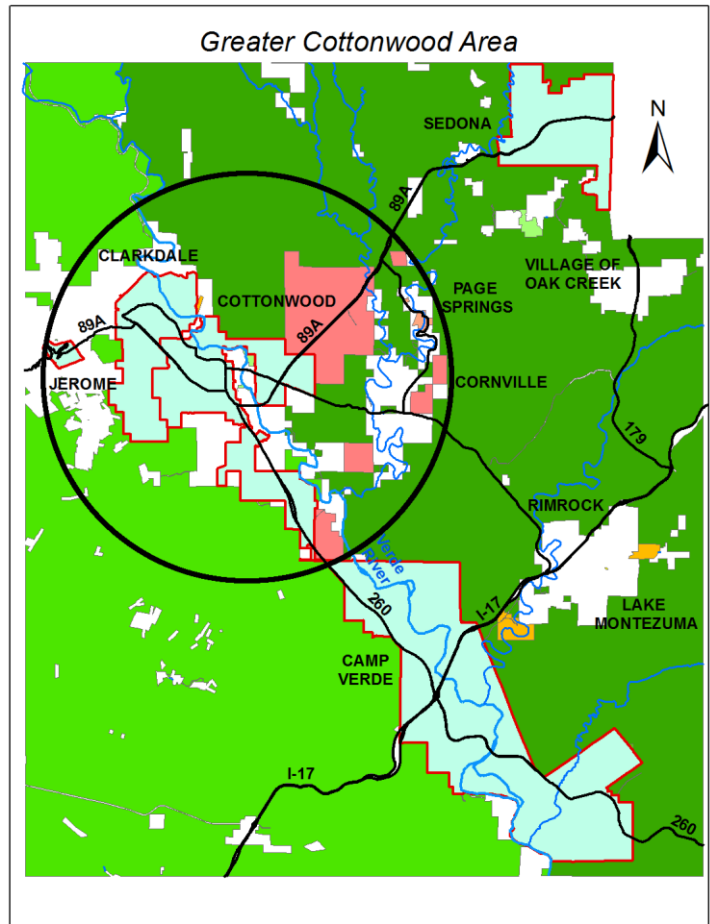 Greater Cottonwood Area
N
SEDONA
89A
CLARKDALE
COTTONWOOD
PAGE
SPRINGS
VILLAGE OF
OAK CREEK
89A
89A
JEROME
CORNVILLE
179
RIMROCK
Verde
River
260
I-17
LAKE
MONTEZUMA
CAMP
VERDE
I-17
260